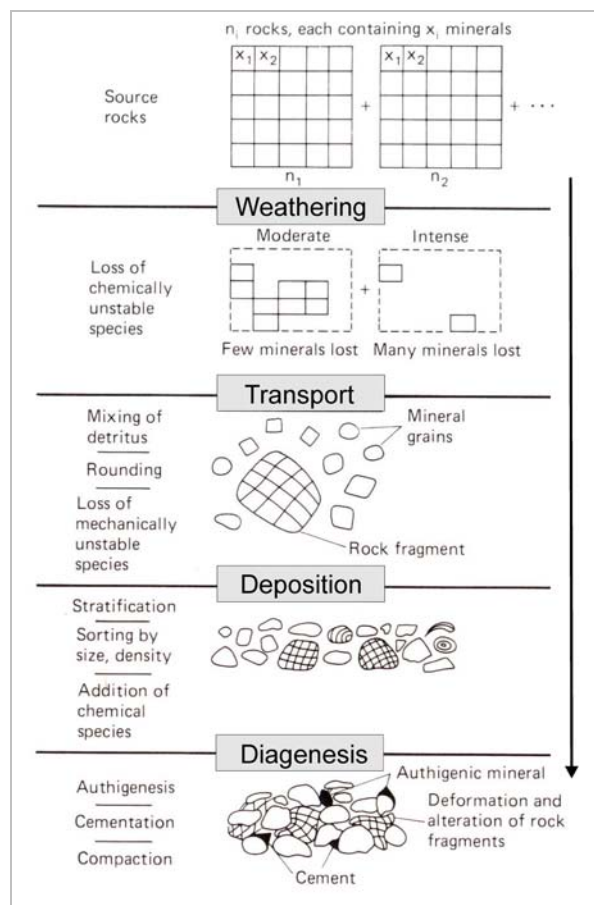 nᵢ rocks, each containing xᵢ minerals
x₁ x₂
x₁ x₂
Source
rocks
+
+ ···
n₁
n₂
Weathering
Moderate
Intense
Loss of
chemically
unstable
species
+
Few minerals lost
Many minerals lost
Transport
Mixing of
detritus
Rounding
Loss of
mechanically
unstable
species
Mineral
grains
Rock fragment
Deposition
Stratification
Sorting by
size, density
Addition of
chemical
species
Diagenesis
Authigenesis
Cementation
Compaction
Authigenic mineral
Deformation and
alteration of rock
fragments
Cement